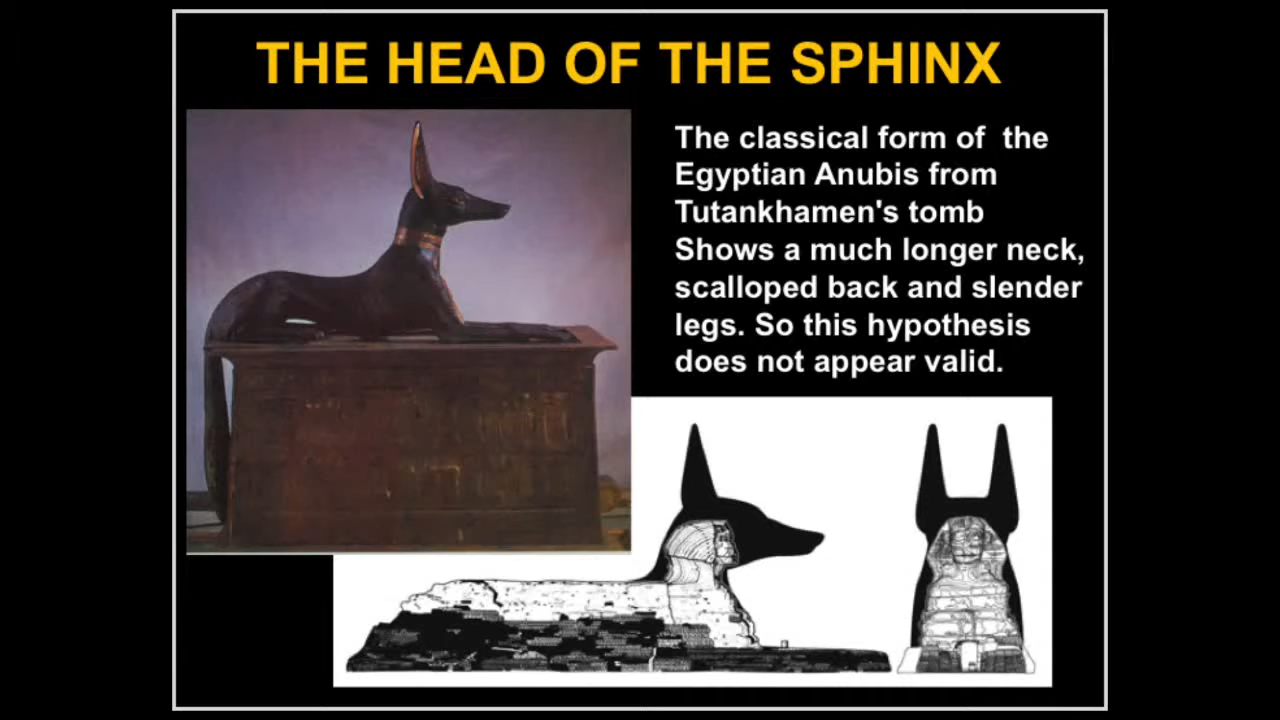 THE HEAD OF THE SPHINX
The classical form of  the
Egyptian Anubis from
Tutankhamen's tomb
Shows a much longer neck,
scalloped back and slender
legs. So this hypothesis
does not appear valid.